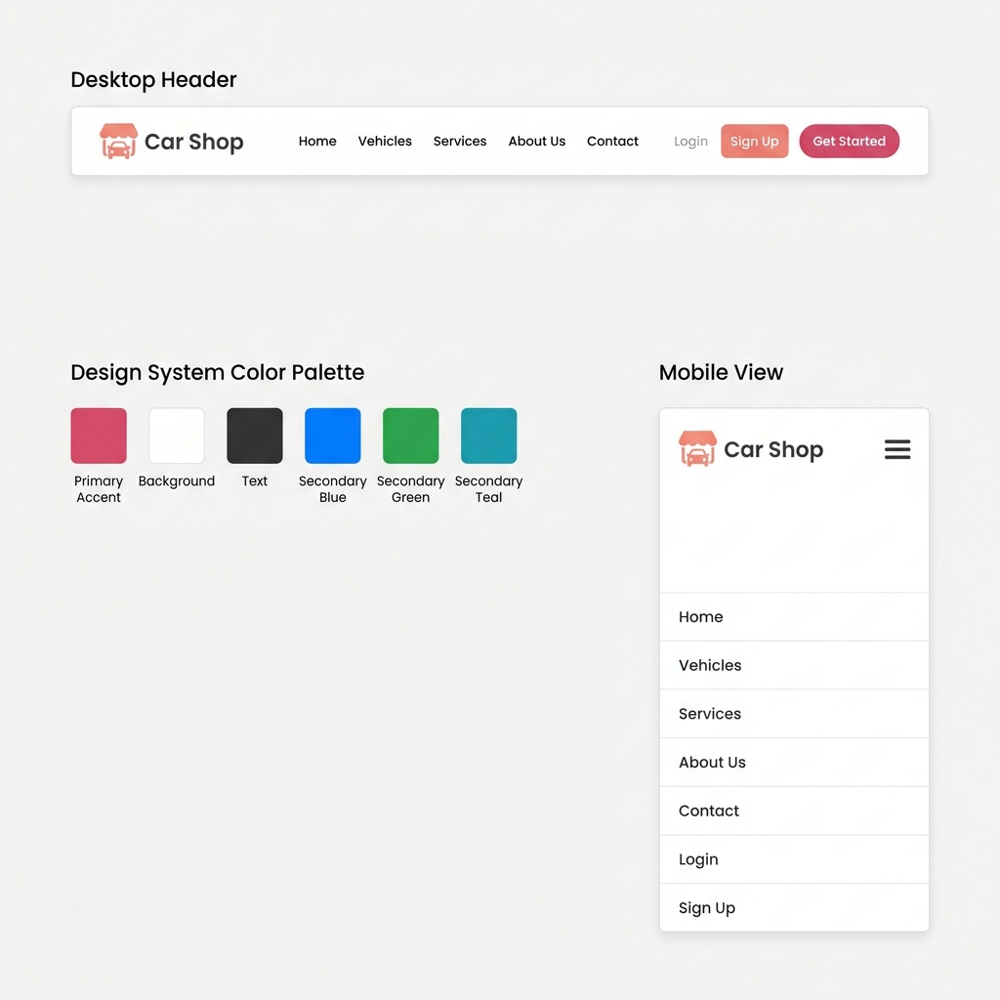 Desktop Header
Car Shop
Home Vehicles Services About Us Contact Login Sign Up Get Started
Design System Color Palette
Primary Accent
Background
Text
Secondary Blue
Secondary Green
Secondary Teal
Mobile View
Car Shop
Home
Vehicles
Services
About Us
Contact
Login
Sign Up